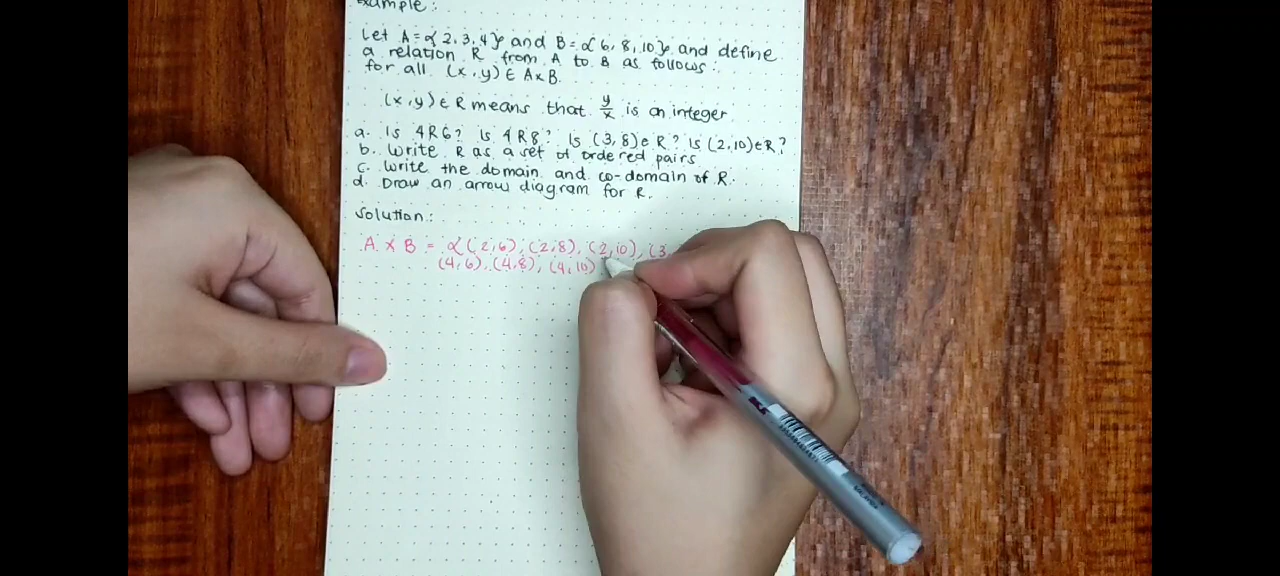 Example:
Let A = { 2, 3, 4 } and B = { 6, 8, 10 } and define
a relation R from A to B as follows:
for all (x, y) ∈ A x B.
(x, y) ∈ R means that y/x is an integer
a. Is 4 R 6? Is 4 R 8? Is (3, 8) ∈ R? Is (2, 10) ∈ R?
b. Write R as a set of ordered pairs
c. Write the domain and co-domain of R.
d. Draw an arrow diagram for R.
Solution:
A x B = { (2, 6), (2, 8), (2, 10), (3,
(4, 6), (4, 8), (4, 10)